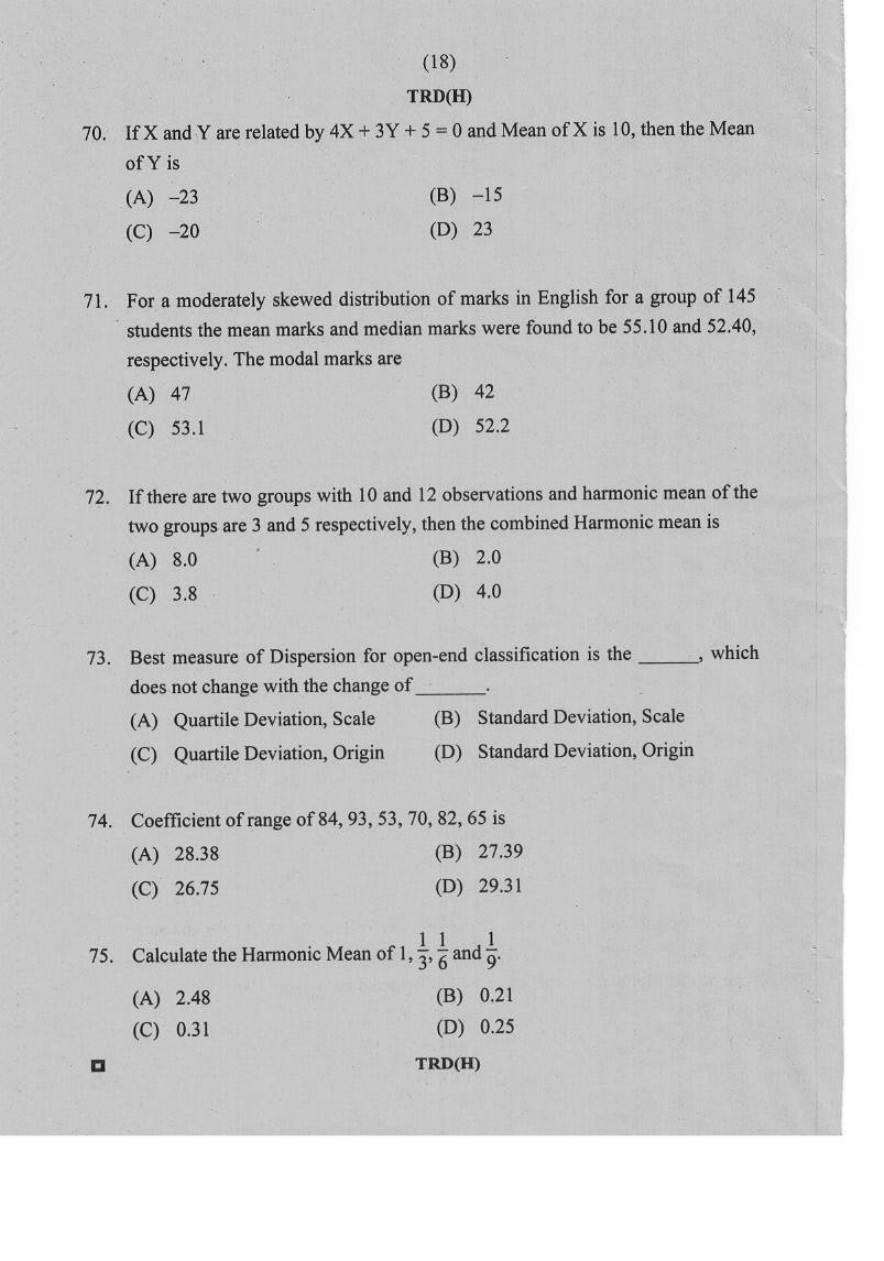 (18)
TRD(H)
70. If X and Y are related by 4X + 3Y + 5 = 0 and Mean of X is 10, then the Mean
of Y is
(A) –23 (B) –15
(C) –20 (D) 23
71. For a moderately skewed distribution of marks in English for a group of 145
students the mean marks and median marks were found to be 55.10 and 52.40,
respectively. The modal marks are
(A) 47 (B) 42
(C) 53.1 (D) 52.2
72. If there are two groups with 10 and 12 observations and harmonic mean of the
two groups are 3 and 5 respectively, then the combined Harmonic mean is
(A) 8.0 (B) 2.0
(C) 3.8 (D) 4.0
73. Best measure of Dispersion for open-end classification is the ______, which
does not change with the change of _______.
(A) Quartile Deviation, Scale (B) Standard Deviation, Scale
(C) Quartile Deviation, Origin (D) Standard Deviation, Origin
74. Coefficient of range of 84, 93, 53, 70, 82, 65 is
(A) 28.38 (B) 27.39
(C) 26.75 (D) 29.31
75. Calculate the Harmonic Mean of 1, 1/3, 1/6 and 1/9.
(A) 2.48 (B) 0.21
(C) 0.31 (D) 0.25
TRD(H)